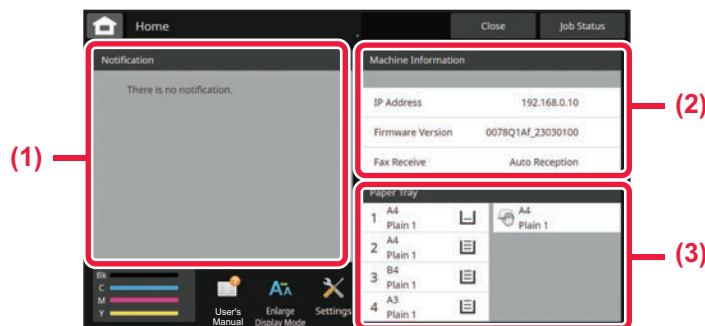 Home
Close
Job Status
Notification
There is no notification.
Machine Information
IP Address 192.168.0.10
Firmware Version 0078Q1Af_23030100
Fax Receive Auto Reception
(1)
(2)
Paper Tray
1 A4
Plain 1
A4
Plain 1
2 A4
Plain 1
3 B4
Plain 1
4 A3
Plain 1
(3)
Bk
C
M
Y
User's
Manual
Enlarge
Display Mode
Settings